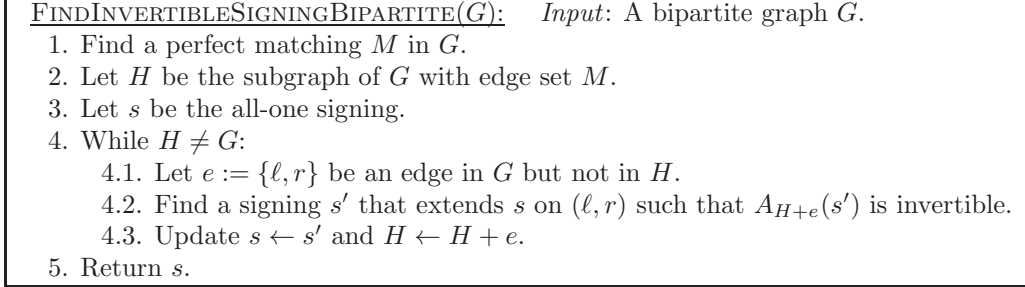 FINDINVERTIBLESIGNINGBIPARTITE(G): Input: A bipartite graph G.
1. Find a perfect matching M in G.
2. Let H be the subgraph of G with edge set M.
3. Let s be the all-one signing.
4. While H ≠ G:
4.1. Let e := {ℓ, r} be an edge in G but not in H.
4.2. Find a signing s′ that extends s on (ℓ, r) such that A_{H+e}(s′) is invertible.
4.3. Update s ← s′ and H ← H + e.
5. Return s.